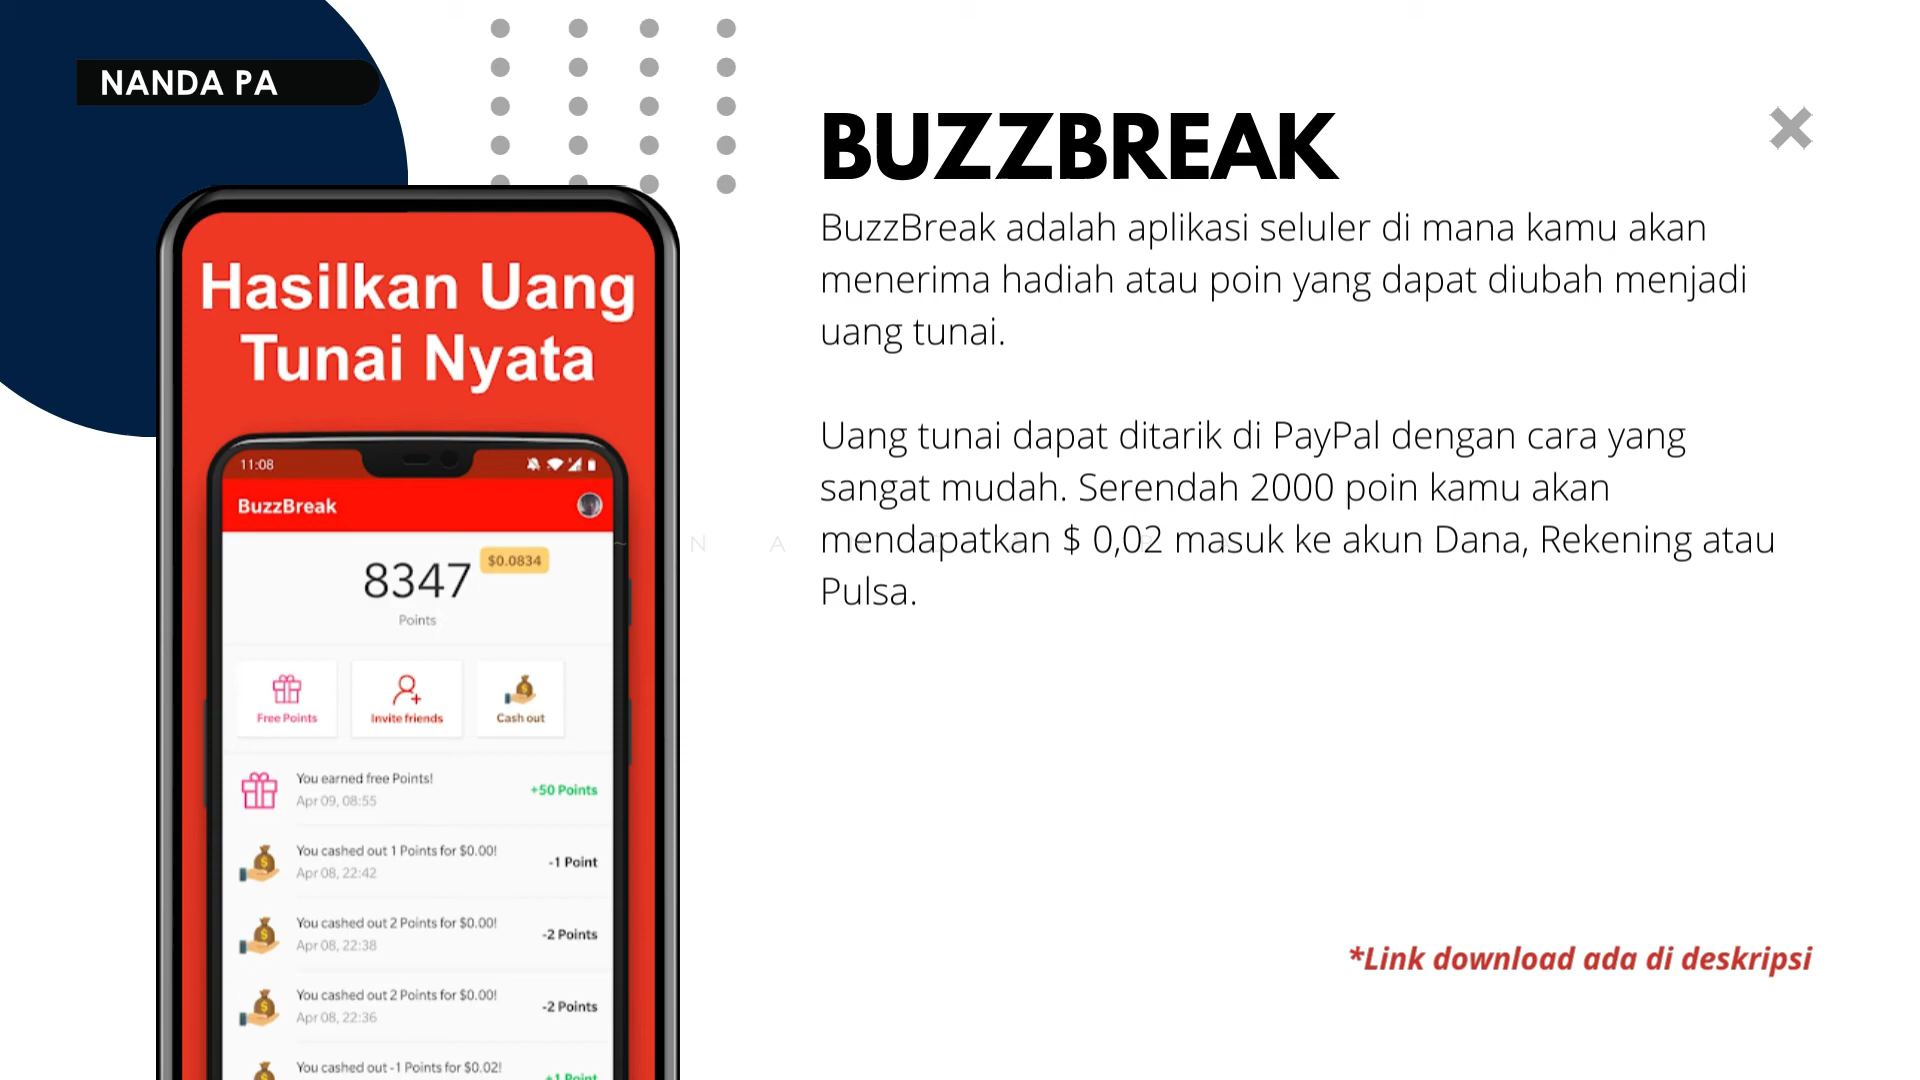 NANDA PA
BUZZBREAK
BuzzBreak adalah aplikasi seluler di mana kamu akan
menerima hadiah atau poin yang dapat diubah menjadi
uang tunai.
Uang tunai dapat ditarik di PayPal dengan cara yang
sangat mudah. Serendah 2000 poin kamu akan
mendapatkan $ 0,02 masuk ke akun Dana, Rekening atau
Pulsa.
*Link download ada di deskripsi
Hasilkan Uang
Tunai Nyata
11:08
BuzzBreak
8347
$0.0834
Points
Free Points
Invite friends
Cash out
You earned free Points!
Apr 09, 08:55
+50 Points
You cashed out 1 Points for $0.00!
Apr 08, 22:42
-1 Point
You cashed out 2 Points for $0.00!
Apr 08, 22:38
-2 Points
You cashed out 2 Points for $0.00!
Apr 08, 22:36
-2 Points
You cashed out -1 Points for $0.02!
+1 Point